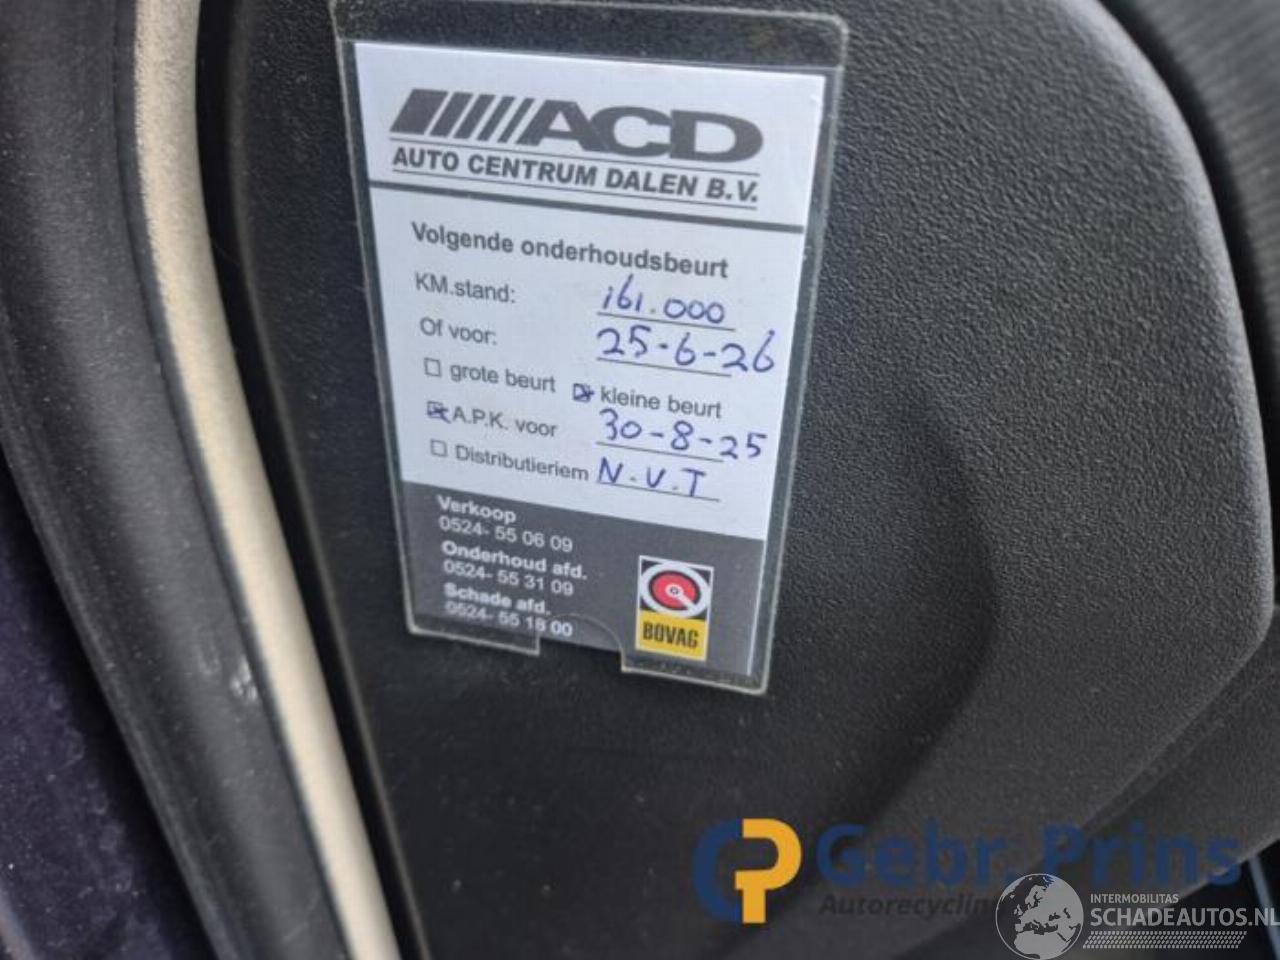 ACD
AUTO CENTRUM DALEN B.V.
Volgende onderhoudsbeurt
KM.stand: 161.000
Of voor: 25-6-26
grote beurt kleine beurt
A.P.K. voor 30-8-25
Distributieriem N.V.T
Verkoop
0524- 55 06 09
Onderhoud afd.
0524- 55 31 09
Schade afd.
0524- 55 18 00
BOVAG
Gebr. Prins
Autorecycling
INTERMOBILITAS
SCHADEAUTOS.NL